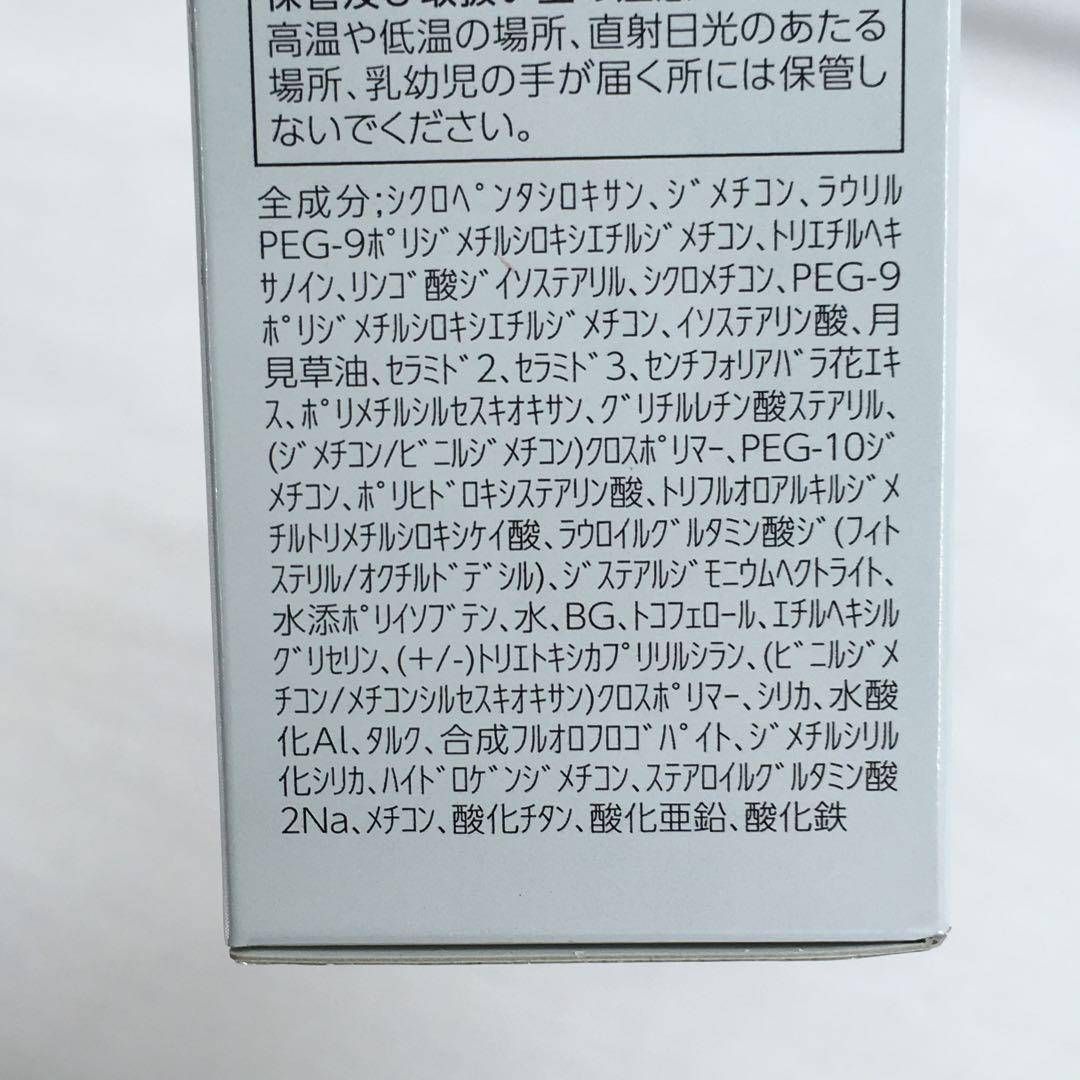 保管及び取扱い上の注意
高温や低温の場所、直射日光のあたる
場所、乳幼児の手が届く所には保管し
ないでください。
全成分;ｼｸﾛﾍﾟﾝﾀｼﾛｷｻﾝ、ｼﾞﾒﾁｺﾝ、ﾗｳﾘﾙ
PEG-9ﾎﾟﾘｼﾞﾒﾁﾙｼﾛｷｼｴﾁﾙｼﾞﾒﾁｺﾝ、ﾄﾘｴﾁﾙﾍｷ
ｻﾉｲﾝ、ﾘﾝｺﾞ酸ｼﾞｲｿｽﾃｱﾘﾙ、ｼｸﾛﾒﾁｺﾝ、PEG-9
ﾎﾟﾘｼﾞﾒﾁﾙｼﾛｷｼｴﾁﾙｼﾞﾒﾁｺﾝ、ｲｿｽﾃｱﾘﾝ酸、月
見草油、ｾﾗﾐﾄﾞ2、ｾﾗﾐﾄﾞ3、ｾﾝﾁﾌｫﾘｱﾊﾞﾗ花ｴｷ
ｽ、ﾎﾟﾘﾒﾁﾙｼﾙｾｽｷｵｷｻﾝ、ｸﾞﾘﾁﾙﾚﾁﾝ酸ｽﾃｱﾘﾙ、
(ｼﾞﾒﾁｺﾝ/ﾋﾞﾆﾙｼﾞﾒﾁｺﾝ)ｸﾛｽﾎﾟﾘﾏｰ、PEG-10ｼﾞ
ﾒﾁｺﾝ、ﾎﾟﾘﾋﾄﾞﾛｷｼｽﾃｱﾘﾝ酸、ﾄﾘﾌﾙｵﾛｱﾙｷﾙｼﾞﾒ
ﾁﾙﾄﾘﾒﾁﾙｼﾛｷｼｹｲ酸、ﾗｳﾛｲﾙｸﾞﾙﾀﾐﾝ酸ｼﾞ(ﾌｨﾄ
ｽﾃﾘﾙ/ｵｸﾁﾙﾄﾞﾃﾞｼﾙ)、ｼﾞｽﾃｱﾙｼﾞﾓﾆｳﾑﾍｸﾄﾗｲﾄ、
水添ﾎﾟﾘｲｿﾌﾞﾃﾝ、水、BG、ﾄｺﾌｪﾛｰﾙ、ｴﾁﾙﾍｷｼﾙ
ｸﾞﾘｾﾘﾝ、(+/-)ﾄﾘｴﾄｷｼｶﾌﾟﾘﾘﾙｼﾗﾝ、(ﾋﾞﾆﾙｼﾞﾒ
ﾁｺﾝ/ﾒﾁｺﾝｼﾙｾｽｷｵｷｻﾝ)ｸﾛｽﾎﾟﾘﾏｰ、ｼﾘｶ、水酸
化Al、ﾀﾙｸ、合成ﾌﾙｵﾛﾌﾛｺﾞﾊﾟｲﾄ、ｼﾞﾒﾁﾙｼﾘﾙ
化ｼﾘｶ、ﾊｲﾄﾞﾛｹﾞﾝｼﾞﾒﾁｺﾝ、ｽﾃｱﾛｲﾙｸﾞﾙﾀﾐﾝ酸
2Na、ﾒﾁｺﾝ、酸化ﾁﾀﾝ、酸化亜鉛、酸化鉄